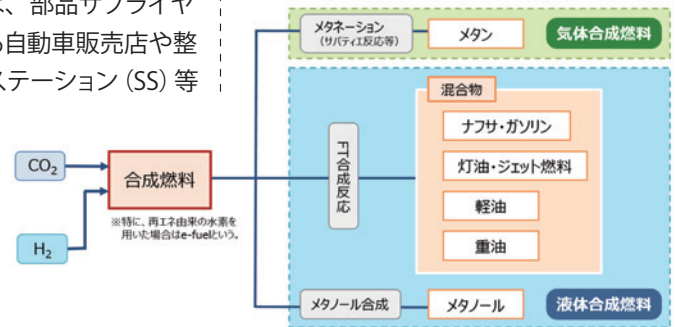 、部品サプライヤ
自動車販売店や整
ステーション（SS）等
メタネーション
（サバティエ反応等）
メタン
気体合成燃料
混合物
ナフサ・ガソリン
灯油・ジェット燃料
軽油
重油
FT合成反応
CO2
合成燃料
※特に、再エネ由来の水素を
用いた場合はe-fuelという。
H2
メタノール合成
メタノール
液体合成燃料